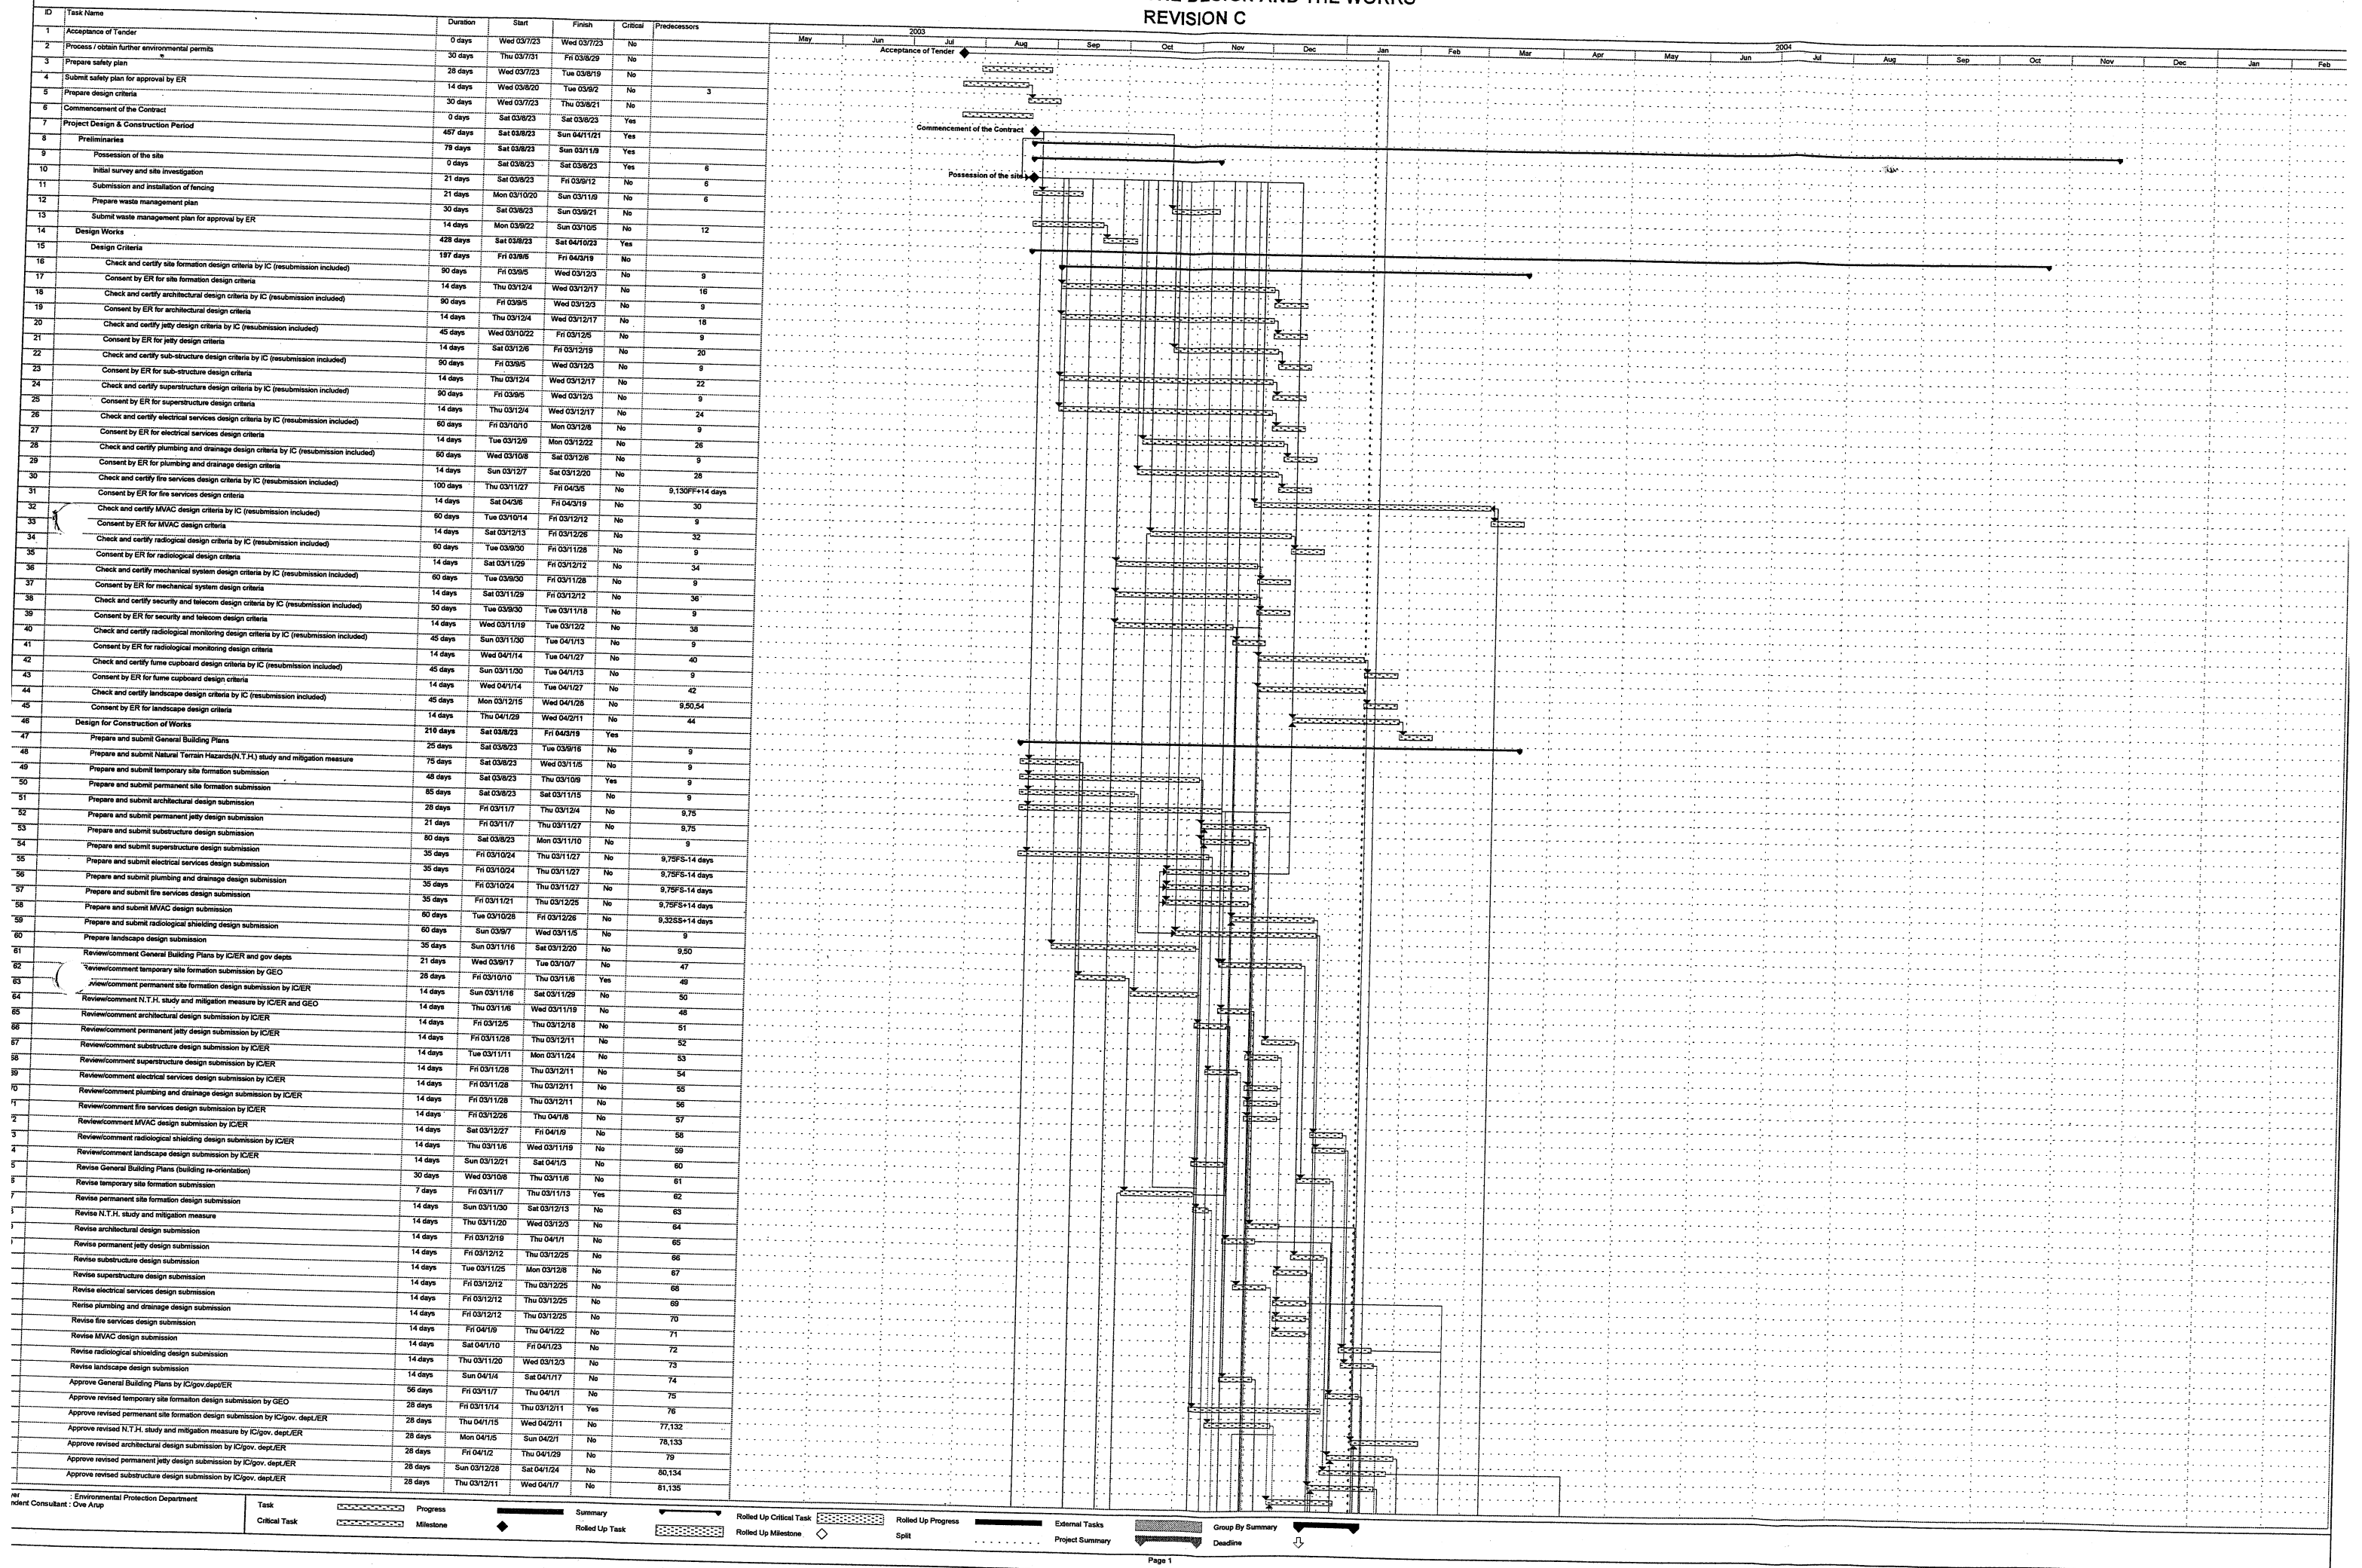 REVISION C
ID Task Name Duration Start Finish Critical Predecessors
2003 2004
May Jun Jul Aug Sep Oct Nov Dec Jan Feb Mar Apr May Jun Jul Aug Sep Oct Nov Dec Jan Feb
1 Acceptance of Tender 0 days Wed 03/7/23 Wed 03/7/23 No
Acceptance of Tender
2 Process / obtain further environmental permits 30 days Thu 03/7/31 Fri 03/8/29 No
3 Prepare safety plan 28 days Wed 03/7/23 Tue 03/8/19 No
4 Submit safety plan for approval by ER 14 days Wed 03/8/20 Tue 03/9/2 No 3
5 Prepare design criteria 30 days Wed 03/7/23 Thu 03/8/21 No
6 Commencement of the Contract 0 days Sat 03/8/23 Sat 03/8/23 Yes
Commencement of the Contract
7 Project Design & Construction Period 457 days Sat 03/8/23 Sun 04/11/21 Yes
8 Preliminaries 79 days Sat 03/8/23 Sun 03/11/9 Yes
9 Possession of the site 0 days Sat 03/8/23 Sat 03/8/23 Yes 6
Possession of the site
10 Initial survey and site investigation 21 days Sat 03/8/23 Fri 03/9/12 No 6
11 Submission and installation of fencing 21 days Mon 03/10/20 Sun 03/11/9 No 6
12 Prepare waste management plan 30 days Sat 03/8/23 Sun 03/9/21 No
13 Submit waste management plan for approval by ER 14 days Mon 03/9/22 Sun 03/10/5 No 12
14 Design Works 428 days Sat 03/8/23 Sat 04/10/23 Yes
15 Design Criteria 197 days Fri 03/9/5 Fri 04/3/19 No
16 Check and certify site formation design criteria by IC (resubmission included) 90 days Fri 03/9/5 Wed 03/12/3 No 9
17 Consent by ER for site formation design criteria 14 days Thu 03/12/4 Wed 03/12/17 No 16
18 Check and certify architectural design criteria by IC (resubmission included) 90 days Fri 03/9/5 Wed 03/12/3 No 9
19 Consent by ER for architectural design criteria 14 days Thu 03/12/4 Wed 03/12/17 No 18
20 Check and certify jetty design criteria by IC (resubmission included) 45 days Wed 03/10/22 Fri 03/12/5 No 9
21 Consent by ER for jetty design criteria 14 days Sat 03/12/6 Fri 03/12/19 No 20
22 Check and certify sub-structure design criteria by IC (resubmission included) 90 days Fri 03/9/5 Wed 03/12/3 No 9
23 Consent by ER for sub-structure design criteria 14 days Thu 03/12/4 Wed 03/12/17 No 22
24 Check and certify superstructure design criteria by IC (resubmission included) 90 days Fri 03/9/5 Wed 03/12/3 No 9
25 Consent by ER for superstructure design criteria 14 days Thu 03/12/4 Wed 03/12/17 No 24
26 Check and certify electrical services design criteria by IC (resubmission included) 60 days Fri 03/10/10 Mon 03/12/8 No 9
27 Consent by ER for electrical services design criteria 14 days Tue 03/12/9 Mon 03/12/22 No 26
28 Check and certify plumbing and drainage design criteria by IC (resubmission included) 60 days Wed 03/10/8 Sat 03/12/6 No 9
29 Consent by ER for plumbing and drainage design criteria 14 days Sun 03/12/7 Sat 03/12/20 No 28
30 Check and certify fire services design criteria by IC (resubmission included) 100 days Thu 03/11/27 Fri 04/3/5 No 9,130FF+14 days
31 Consent by ER for fire services design criteria 14 days Sat 04/3/6 Fri 04/3/19 No 30
32 Check and certify MVAC design criteria by IC (resubmission included) 60 days Tue 03/10/14 Fri 03/12/12 No 9
33 Consent by ER for MVAC design criteria 14 days Sat 03/12/13 Fri 03/12/26 No 32
34 Check and certify radiological design criteria by IC (resubmission included) 60 days Tue 03/9/30 Fri 03/11/28 No 9
35 Consent by ER for radiological design criteria 14 days Sat 03/11/29 Fri 03/12/12 No 34
36 Check and certify mechanical system design criteria by IC (resubmission included) 60 days Tue 03/9/30 Fri 03/11/28 No 9
37 Consent by ER for mechanical system design criteria 14 days Sat 03/11/29 Fri 03/12/12 No 36
38 Check and certify security and telecom design criteria by IC (resubmission included) 50 days Tue 03/9/30 Tue 03/11/18 No 9
39 Consent by ER for security and telecom design criteria 14 days Wed 03/11/19 Tue 03/12/2 No 38
40 Check and certify radiological monitoring design criteria by IC (resubmission included) 45 days Sun 03/11/30 Tue 04/1/13 No 9
41 Consent by ER for radiological monitoring design criteria 14 days Wed 04/1/14 Tue 04/1/27 No 40
42 Check and certify fume cupboard design criteria by IC (resubmission included) 45 days Sun 03/11/30 Tue 04/1/13 No 9
43 Consent by ER for fume cupboard design criteria 14 days Wed 04/1/14 Tue 04/1/27 No 42
44 Check and certify landscape design criteria by IC (resubmission included) 45 days Mon 03/12/15 Wed 04/1/28 No 9,50,54
45 Consent by ER for landscape design criteria 14 days Thu 04/1/29 Wed 04/2/11 No 44
46 Design for Construction of Works 210 days Sat 03/8/23 Fri 04/3/19 Yes
47 Prepare and submit General Building Plans 25 days Sat 03/8/23 Tue 03/9/16 No 9
48 Prepare and submit Natural Terrain Hazards(N.T.H.) study and mitigation measure 75 days Sat 03/8/23 Wed 03/11/5 No 9
49 Prepare and submit temporary site formation submission 48 days Sat 03/8/23 Thu 03/10/9 Yes 9
50 Prepare and submit permanent site formation submission 85 days Sat 03/8/23 Sat 03/11/15 No 9
51 Prepare and submit architectural design submission 28 days Fri 03/11/7 Thu 03/12/4 No 9,75
52 Prepare and submit permanent jetty design submission 21 days Fri 03/11/7 Thu 03/11/27 No 9,75
53 Prepare and submit substructure design submission 80 days Sat 03/8/23 Mon 03/11/10 No 9
54 Prepare and submit superstructure design submission 35 days Fri 03/10/24 Thu 03/11/27 No 9,75FS-14 days
55 Prepare and submit electrical services design submission 35 days Fri 03/10/24 Thu 03/11/27 No 9,75FS-14 days
56 Prepare and submit plumbing and drainage design submission 35 days Fri 03/10/24 Thu 03/11/27 No 9,75FS-14 days
57 Prepare and submit fire services design submission 35 days Fri 03/11/21 Thu 03/12/25 No 9,75FS+14 days
58 Prepare and submit MVAC design submission 60 days Tue 03/10/28 Fri 03/12/26 No 9,32SS+14 days
59 Prepare and submit radiological shielding design submission 60 days Sun 03/9/7 Wed 03/11/5 No 9
60 Prepare landscape design submission 35 days Sun 03/11/16 Sat 03/12/20 No 9,50
61 Review/comment General Building Plans by IC/ER and gov depts 21 days Wed 03/9/17 Tue 03/10/7 No 47
62 Review/comment temporary site formation submission by GEO 28 days Fri 03/10/10 Thu 03/11/6 Yes 49
63 view/comment permanent site formation design submission by IC/ER 14 days Sun 03/11/16 Sat 03/11/29 No 50
64 Review/comment N.T.H. study and mitigation measure by IC/ER and GEO 14 days Thu 03/11/6 Wed 03/11/19 No 48
65 Review/comment architectural design submission by IC/ER 14 days Fri 03/12/5 Thu 03/12/18 No 51
66 Review/comment permanent jetty design submission by IC/ER 14 days Fri 03/11/28 Thu 03/12/11 No 52
67 Review/comment substructure design submission by IC/ER 14 days Tue 03/11/11 Mon 03/11/24 No 53
68 Review/comment superstructure design submission by IC/ER 14 days Fri 03/11/28 Thu 03/12/11 No 54
Review/comment electrical services design submission by IC/ER 14 days Fri 03/11/28 Thu 03/12/11 No 55
Review/comment plumbing and drainage design submission by IC/ER 14 days Fri 03/11/28 Thu 03/12/11 No 56
Review/comment fire services design submission by IC/ER 14 days Fri 03/12/26 Thu 04/1/8 No 57
Review/comment MVAC design submission by IC/ER 14 days Sat 03/12/27 Fri 04/1/9 No 58
Review/comment radiological shielding design submission by IC/ER 14 days Thu 03/11/6 Wed 03/11/19 No 59
Review/comment landscape design submission by IC/ER 14 days Sun 03/12/21 Sat 04/1/3 No 60
Revise General Building Plans (building re-orientation) 30 days Wed 03/10/8 Thu 03/11/6 No 61
Revise temporary site formation submission 7 days Fri 03/11/7 Thu 03/11/13 Yes 62
Revise permanent site formation design submission 14 days Sun 03/11/30 Sat 03/12/13 No 63
Revise N.T.H. study and mitigation measure 14 days Thu 03/11/20 Wed 03/12/3 No 64
Revise architectural design submission 14 days Fri 03/12/19 Thu 04/1/1 No 65
Revise permanent jetty design submission 14 days Fri 03/12/12 Thu 03/12/25 No 66
Revise substructure design submission 14 days Tue 03/11/25 Mon 03/12/8 No 67
Revise superstructure design submission 14 days Fri 03/12/12 Thu 03/12/25 No 68
Revise electrical services design submission 14 days Fri 03/12/12 Thu 03/12/25 No 69
Rerise plumbing and drainage design submission 14 days Fri 03/12/12 Thu 03/12/25 No 70
Revise fire services design submission 14 days Fri 04/1/9 Thu 04/1/22 No 71
Revise MVAC design submission 14 days Sat 04/1/10 Fri 04/1/23 No 72
Revise radiological shioelding design submission 14 days Thu 03/11/20 Wed 03/12/3 No 73
Revise landscape design submission 14 days Sun 04/1/4 Sat 04/1/17 No 74
Approve General Building Plans by IC/gov.dept/ER 56 days Fri 03/11/7 Thu 04/1/1 No 75
Approve revised temporary site formaiton design submission by GEO 28 days Fri 03/11/14 Thu 03/12/11 Yes 76
Approve revised permenant site formation design submission by IC/gov. dept./ER 28 days Thu 04/1/15 Wed 04/2/11 No 77,132
Approve revised N.T.H. study and mitigation measure by IC/gov. dept./ER 28 days Mon 04/1/5 Sun 04/2/1 No 78,133
Approve revised architectural design submission by IC/gov. dept./ER 28 days Fri 04/1/2 Thu 04/1/29 No 79
Approve revised permanent jetty design submission by IC/gov. dept./ER 28 days Sun 03/12/28 Sat 04/1/24 No 80,134
Approve revised substructure design submission by IC/gov. dept./ER 28 days Thu 03/12/11 Wed 04/1/7 No 81,135
: Environmental Protection Department
ndent Consultant : Ove Arup
Task Progress Summary Rolled Up Critical Task Rolled Up Progress External Tasks Group By Summary
Critical Task Milestone Rolled Up Task Rolled Up Milestone Split Project Summary Deadline
Page 1